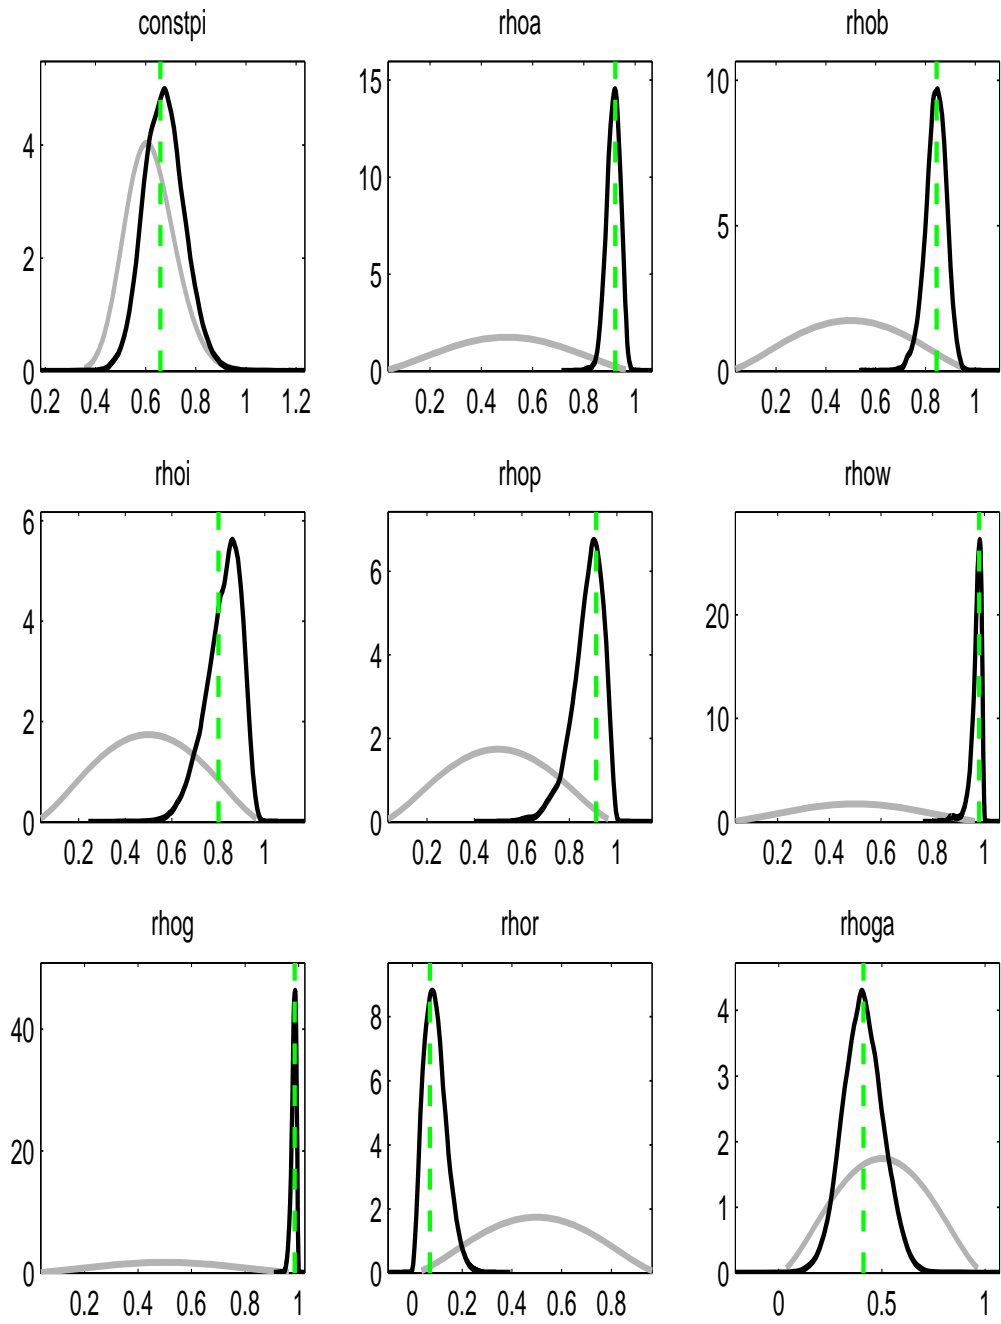 constpi rhoa rhob
4 2 0
0.2 0.4 0.6 0.8 1 1.2
15 10 5 0
0.2 0.4 0.6 0.8 1
10 5 0
0.2 0.4 0.6 0.8 1
rhoi rhop rhow
6 4 2 0
0.2 0.4 0.6 0.8 1
6 4 2 0
0.2 0.4 0.6 0.8 1
20 10 0
0.2 0.4 0.6 0.8 1
rhog rhor rhoga
40 20 0
0.2 0.4 0.6 0.8 1
8 6 4 2 0
0 0.2 0.4 0.6 0.8
4 3 2 1 0
0 0.5 1